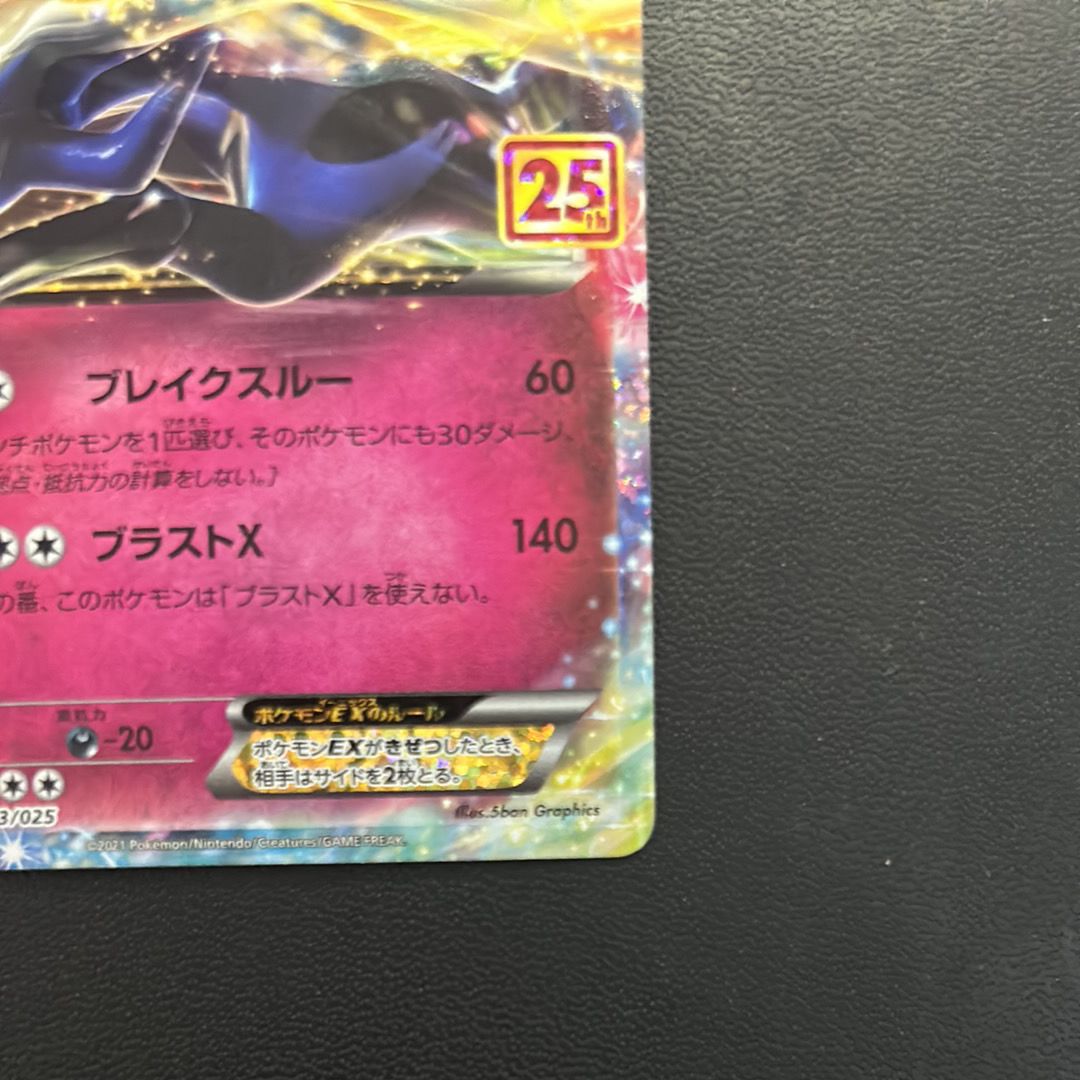 25th
ブレイクスルー 60
ンチポケモンを1匹選び、そのポケモンにも30ダメージ。
点・抵抗力の計算をしない。]
ブラストX 140
の番、このポケモンは「ブラストX」を使えない。
抵抗力
-20
ポケモンEXのルール
ポケモンEXがきぜつしたとき、
相手はサイドを2枚とる。
3/025
Illus. 5ban Graphics
©2021 Pokémon/Nintendo/Creatures/GAME FREAK.